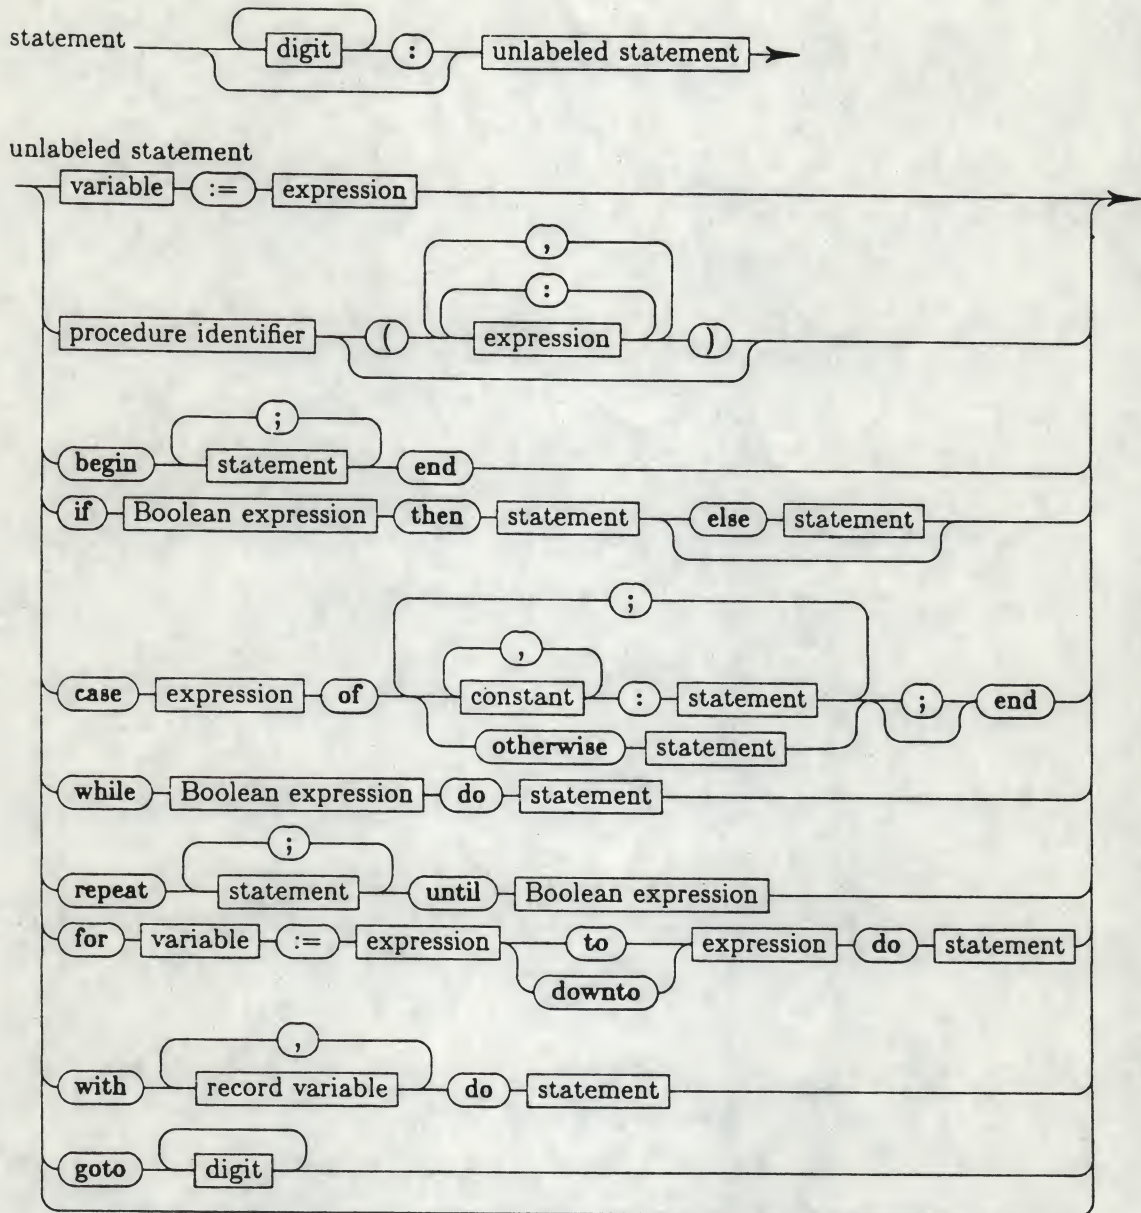 statement digit : unlabeled statement
unlabeled statement
variable := expression
,
:
procedure identifier ( expression )
;
begin statement end
if Boolean expression then statement else statement
;
,
case expression of constant : statement ; end
otherwise statement
while Boolean expression do statement
;
repeat statement until Boolean expression
for variable := expression to expression do statement
downto
,
with record variable do statement
goto digit